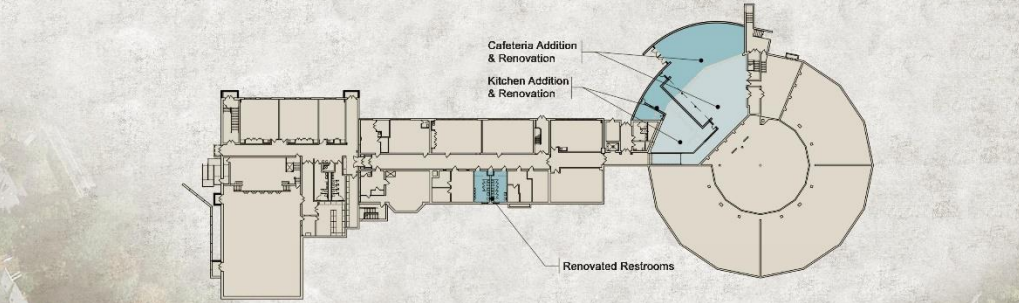 Cafeteria Addition
& Renovation
Kitchen Addition
& Renovation
Renovated Restrooms